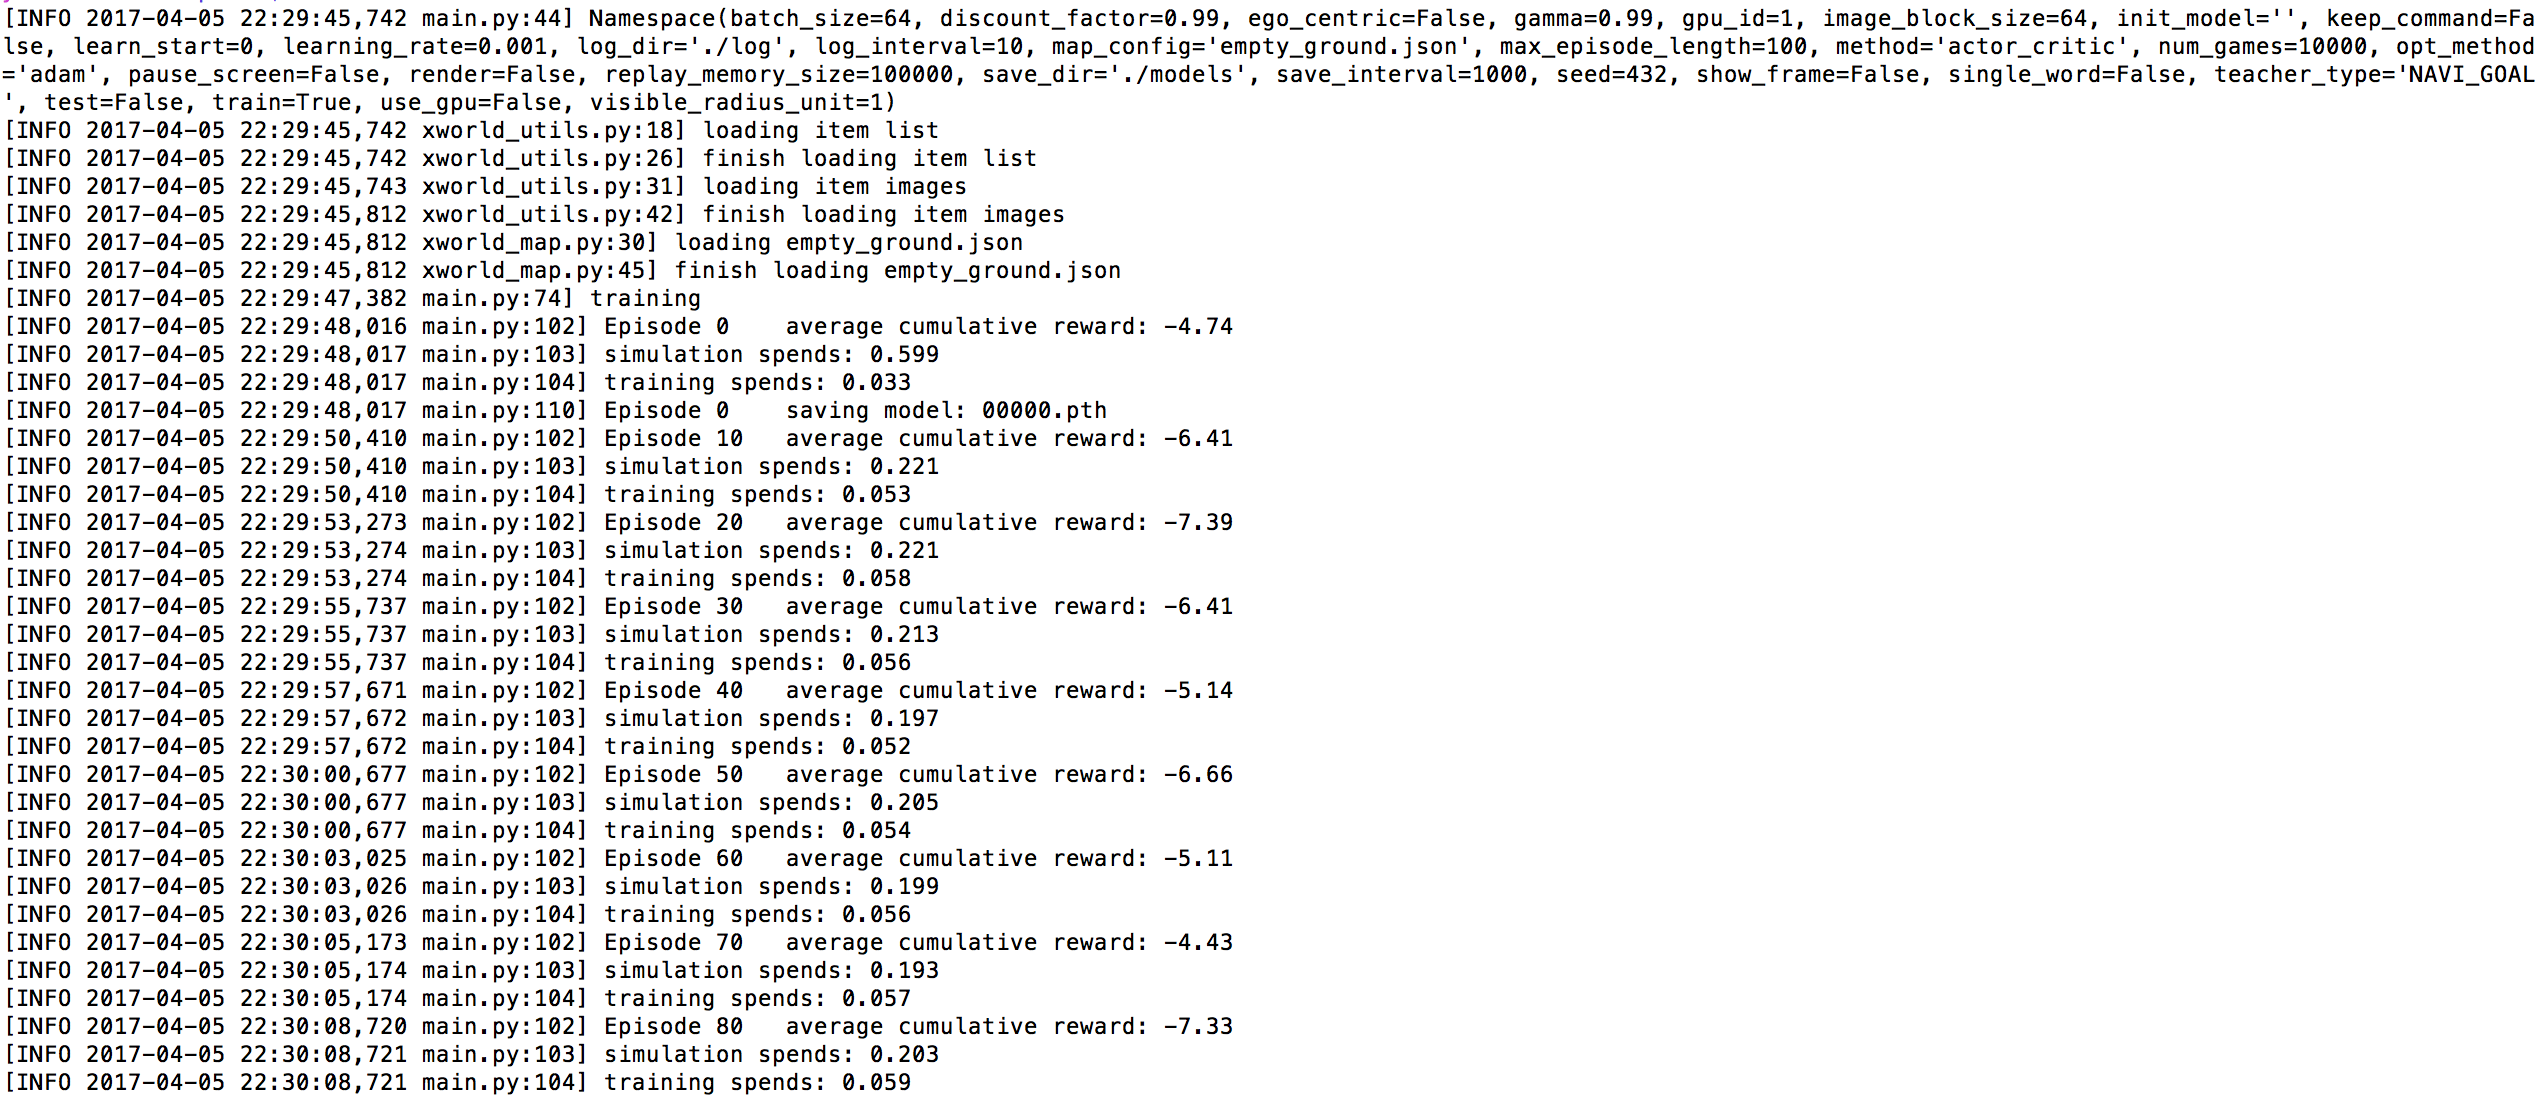 [INFO 2017-04-05 22:29:45,742 main.py:44] Namespace(batch_size=64, discount_factor=0.99, ego_centric=False, gamma=0.99, gpu_id=1, image_block_size=64, init_model='', keep_command=Fa
lse, learn_start=0, learning_rate=0.001, log_dir='./log', log_interval=10, map_config='empty_ground.json', max_episode_length=100, method='actor_critic', num_games=10000, opt_method
='adam', pause_screen=False, render=False, replay_memory_size=100000, save_dir='./models', save_interval=1000, seed=432, show_frame=False, single_word=False, teacher_type='NAVI_GOAL
', test=False, train=True, use_gpu=False, visible_radius_unit=1)
[INFO 2017-04-05 22:29:45,742 xworld_utils.py:18] loading item list
[INFO 2017-04-05 22:29:45,742 xworld_utils.py:26] finish loading item list
[INFO 2017-04-05 22:29:45,743 xworld_utils.py:31] loading item images
[INFO 2017-04-05 22:29:45,812 xworld_utils.py:42] finish loading item images
[INFO 2017-04-05 22:29:45,812 xworld_map.py:30] loading empty_ground.json
[INFO 2017-04-05 22:29:45,812 xworld_map.py:45] finish loading empty_ground.json
[INFO 2017-04-05 22:29:47,382 main.py:74] training
[INFO 2017-04-05 22:29:48,016 main.py:102] Episode 0    average cumulative reward: -4.74
[INFO 2017-04-05 22:29:48,017 main.py:103] simulation spends: 0.599
[INFO 2017-04-05 22:29:48,017 main.py:104] training spends: 0.033
[INFO 2017-04-05 22:29:48,017 main.py:110] Episode 0    saving model: 00000.pth
[INFO 2017-04-05 22:29:50,410 main.py:102] Episode 10   average cumulative reward: -6.41
[INFO 2017-04-05 22:29:50,410 main.py:103] simulation spends: 0.221
[INFO 2017-04-05 22:29:50,410 main.py:104] training spends: 0.053
[INFO 2017-04-05 22:29:53,273 main.py:102] Episode 20   average cumulative reward: -7.39
[INFO 2017-04-05 22:29:53,274 main.py:103] simulation spends: 0.221
[INFO 2017-04-05 22:29:53,274 main.py:104] training spends: 0.058
[INFO 2017-04-05 22:29:55,737 main.py:102] Episode 30   average cumulative reward: -6.41
[INFO 2017-04-05 22:29:55,737 main.py:103] simulation spends: 0.213
[INFO 2017-04-05 22:29:55,737 main.py:104] training spends: 0.056
[INFO 2017-04-05 22:29:57,671 main.py:102] Episode 40   average cumulative reward: -5.14
[INFO 2017-04-05 22:29:57,672 main.py:103] simulation spends: 0.197
[INFO 2017-04-05 22:29:57,672 main.py:104] training spends: 0.052
[INFO 2017-04-05 22:30:00,677 main.py:102] Episode 50   average cumulative reward: -6.66
[INFO 2017-04-05 22:30:00,677 main.py:103] simulation spends: 0.205
[INFO 2017-04-05 22:30:00,677 main.py:104] training spends: 0.054
[INFO 2017-04-05 22:30:03,025 main.py:102] Episode 60   average cumulative reward: -5.11
[INFO 2017-04-05 22:30:03,026 main.py:103] simulation spends: 0.199
[INFO 2017-04-05 22:30:03,026 main.py:104] training spends: 0.056
[INFO 2017-04-05 22:30:05,173 main.py:102] Episode 70   average cumulative reward: -4.43
[INFO 2017-04-05 22:30:05,174 main.py:103] simulation spends: 0.193
[INFO 2017-04-05 22:30:05,174 main.py:104] training spends: 0.057
[INFO 2017-04-05 22:30:08,720 main.py:102] Episode 80   average cumulative reward: -7.33
[INFO 2017-04-05 22:30:08,721 main.py:103] simulation spends: 0.203
[INFO 2017-04-05 22:30:08,721 main.py:104] training spends: 0.059